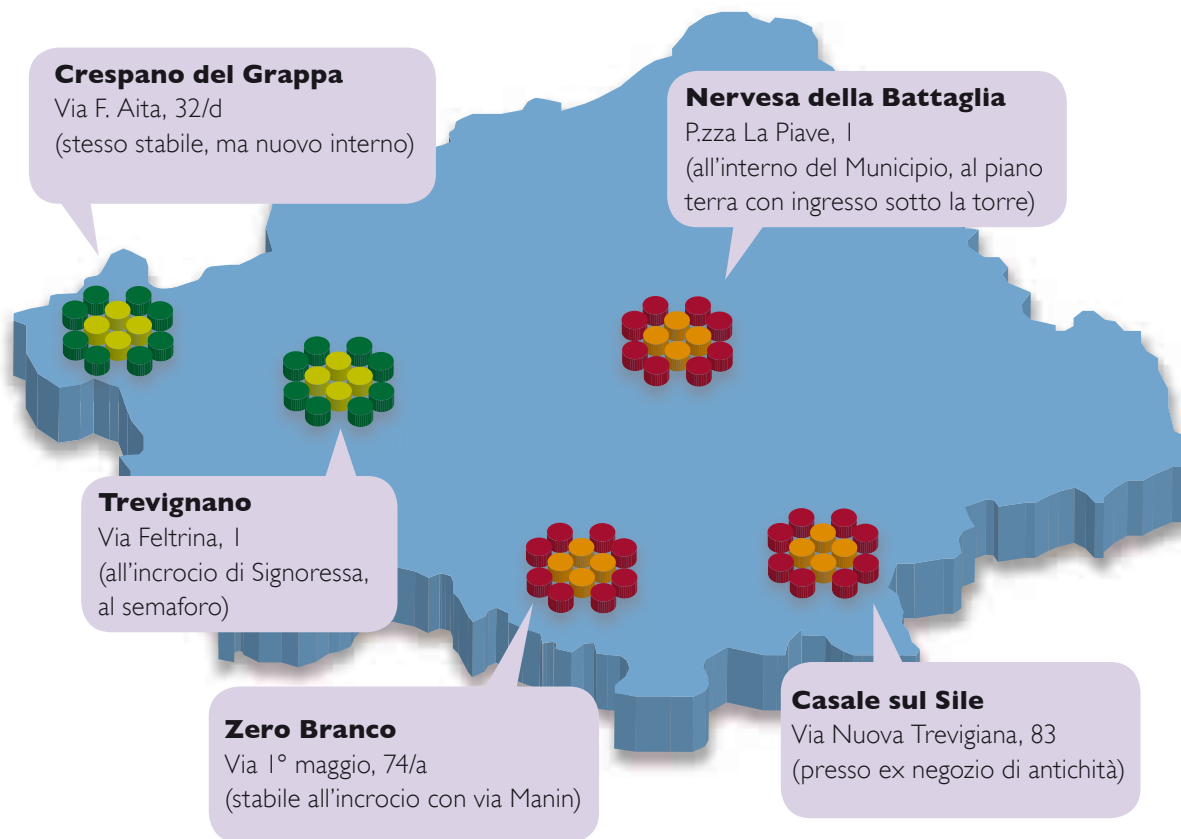 Crespano del Grappa
Via F. Aita, 32/d
(stesso stabile, ma nuovo interno)
Nervesa della Battaglia
P.zza La Piave, 1
(all'interno del Municipio, al piano
terra con ingresso sotto la torre)
Trevignano
Via Feltrina, 1
(all'incrocio di Signoressa,
al semaforo)
Zero Branco
Via 1° maggio, 74/a
(stabile all'incrocio con via Manin)
Casale sul Sile
Via Nuova Trevigiana, 83
(presso ex negozio di antichità)